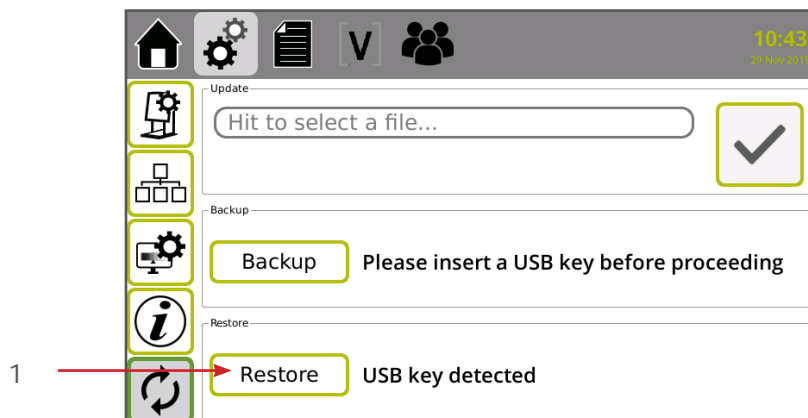 [V]
10:43
29 Nov 2019
Update
Hit to select a file...
Backup
Backup Please insert a USB key before proceeding
i
Restore
1
Restore USB key detected